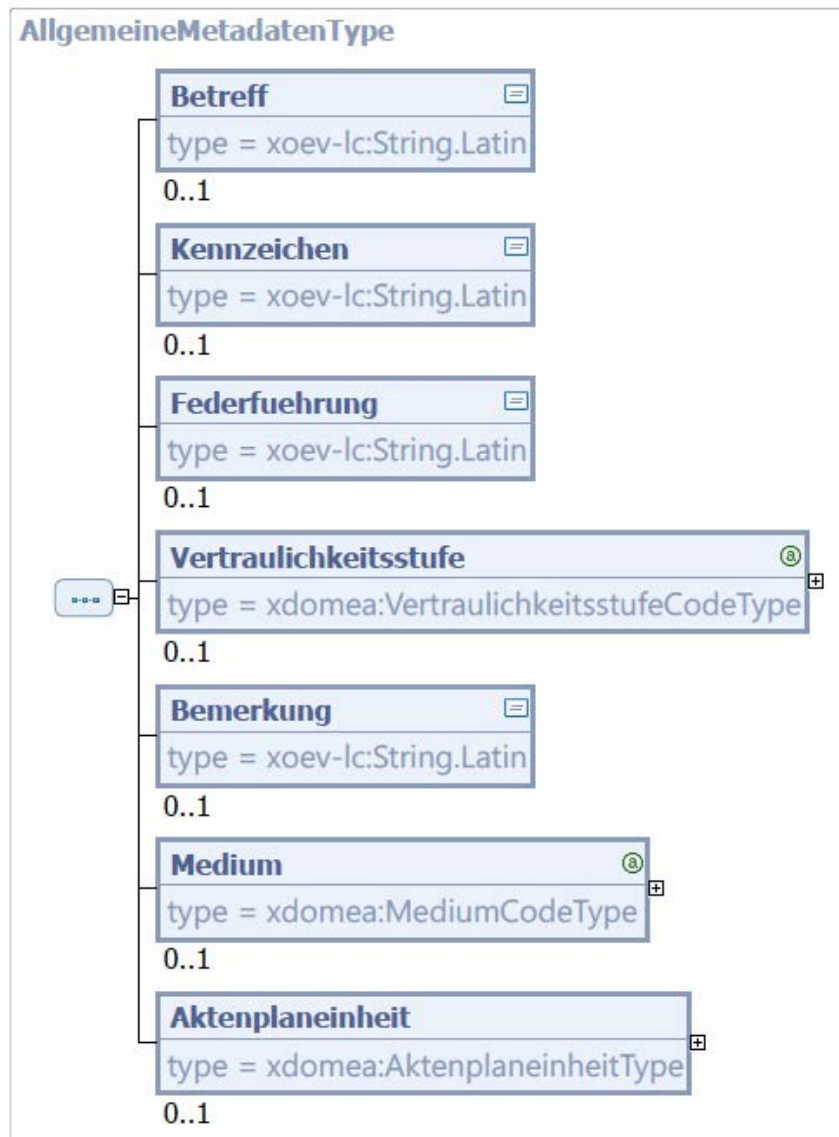 AllgemeineMetadatenType
Betreff
type = xoev-lc:String.Latin
0..1
Kennzeichen
type = xoev-lc:String.Latin
0..1
Federfuehrung
type = xoev-lc:String.Latin
0..1
Vertraulichkeitsstufe
type = xdomea:VertraulichkeitsstufeCodeType
0..1
Bemerkung
type = xoev-lc:String.Latin
0..1
Medium
type = xdomea:MediumCodeType
0..1
Aktenplaneinheit
type = xdomea:AktenplaneinheitType
0..1